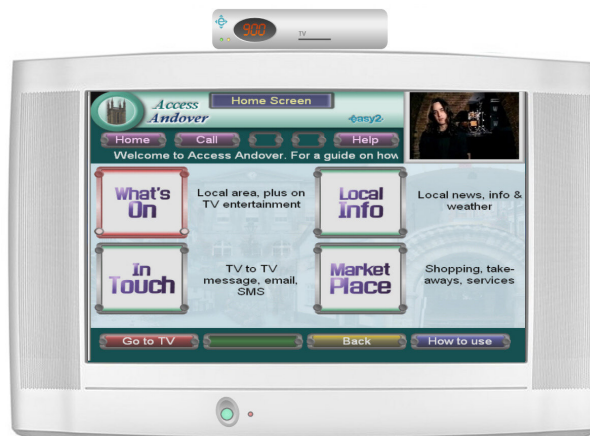 9:00
TV
Access
Andover
Home Screen
easy2
Home
Call
Help
Welcome to Access Andover. For a guide on how
What's
On
Local area, plus on
TV entertainment
Local
Info
Local news, info &
weather
In
Touch
TV to TV
message, email,
SMS
Market
Place
Shopping, take-
aways, services
Go to TV
Back
How to use